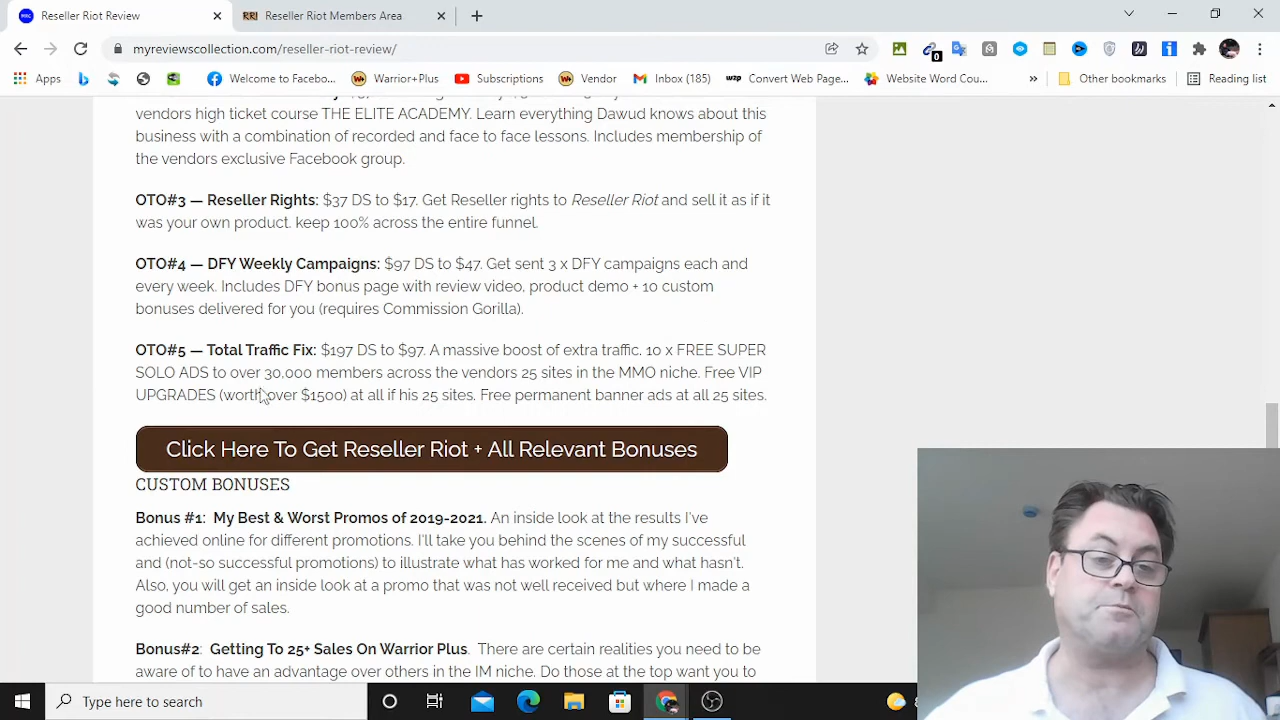 Reseller Riot Review
RRI Reseller Riot Members Area
myreviewscollection.com/reseller-riot-review/
0
Apps
Welcome to Facebo...
Warrior+Plus
Subscriptions
Vendor
Inbox (185)
wzp Convert Web Page...
Website Word Cou...
»
Other bookmarks
Reading list
vendors high ticket course THE ELITE ACADEMY. Learn everything Dawud knows about this
business with a combination of recorded and face to face lessons. Includes membership of
the vendors exclusive Facebook group.
OTO#3 — Reseller Rights: $37 DS to $17. Get Reseller rights to Reseller Riot and sell it as if it
was your own product. keep 100% across the entire funnel.
OTO#4 — DFY Weekly Campaigns: $97 DS to $47. Get sent 3 x DFY campaigns each and
every week. Includes DFY bonus page with review video, product demo + 10 custom
bonuses delivered for you (requires Commission Gorilla).
OTO#5 — Total Traffic Fix: $197 DS to $97. A massive boost of extra traffic. 10 x FREE SUPER
SOLO ADS to over 30,000 members across the vendors 25 sites in the MMO niche. Free VIP
UPGRADES (worth over $1500) at all if his 25 sites. Free permanent banner ads at all 25 sites.
Click Here To Get Reseller Riot + All Relevant Bonuses
CUSTOM BONUSES
Bonus #1: My Best & Worst Promos of 2019-2021. An inside look at the results I've
achieved online for different promotions. I'll take you behind the scenes of my successful
and (not-so successful promotions) to illustrate what has worked for me and what hasn't.
Also, you will get an inside look at a promo that was not well received but where I made a
good number of sales.
Bonus#2: Getting To 25+ Sales On Warrior Plus. There are certain realities you need to be
aware of to have an advantage over others in the IM niche. Do those at the top want you to
Type here to search